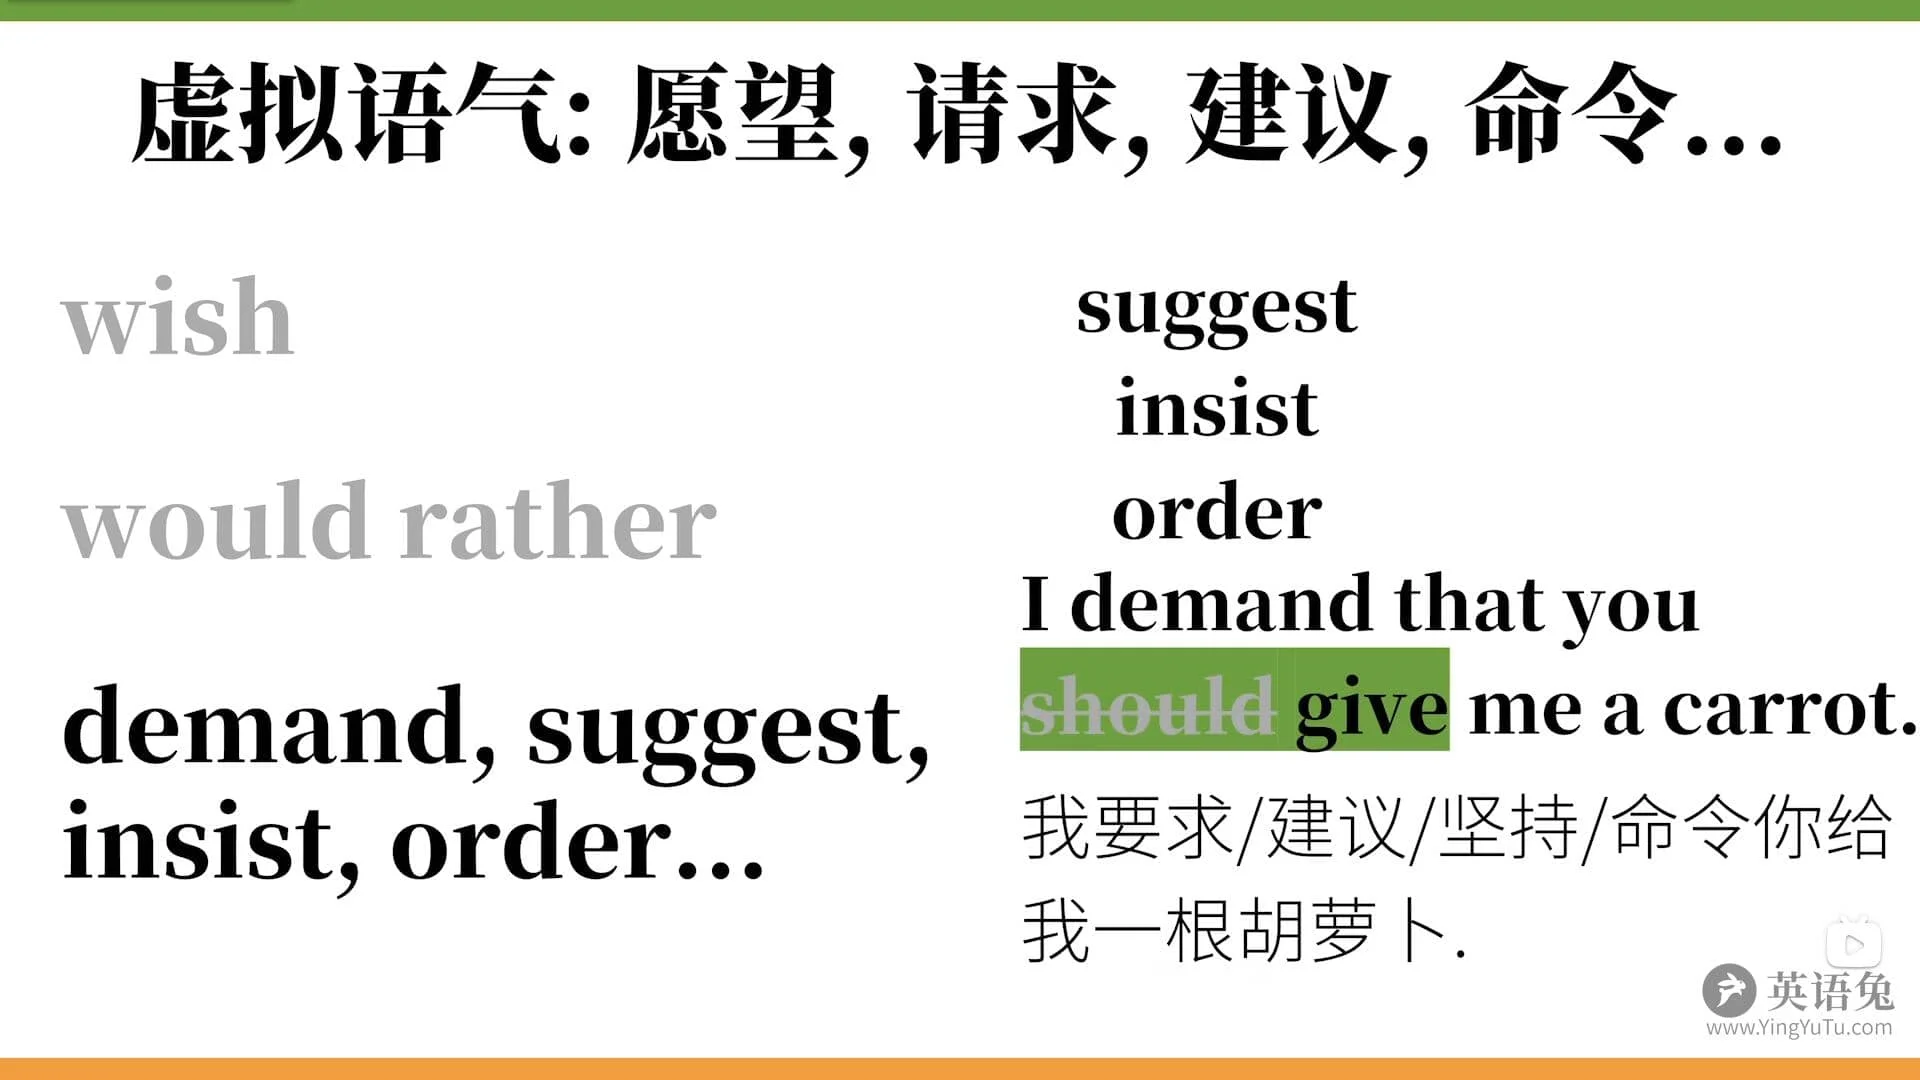 虚拟语气: 愿望, 请求, 建议, 命令...
wish
would rather
demand, suggest,
insist, order...
suggest
insist
order
I demand that you
should give me a carrot.
我要求/建议/坚持/命令你给
我一根胡萝卜.
英语兔
www.YingYuTu.com